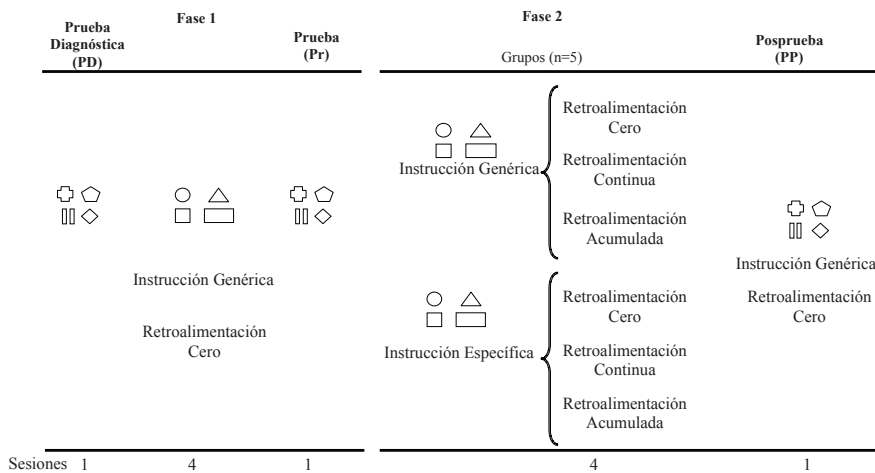 Prueba
Diagnóstica
(PD)
Fase 1
Prueba
(Pr)
Fase 2
Grupos (n=5)
Posprueba
(PP)
Instrucción Genérica
Retroalimentación
Cero
Instrucción Genérica
Retroalimentación
Cero
Retroalimentación
Continua
Retroalimentación
Acumulada
Instrucción Específica
Retroalimentación
Cero
Retroalimentación
Continua
Retroalimentación
Acumulada
Instrucción Genérica
Retroalimentación
Cero
Sesiones 1 4 1 4 1